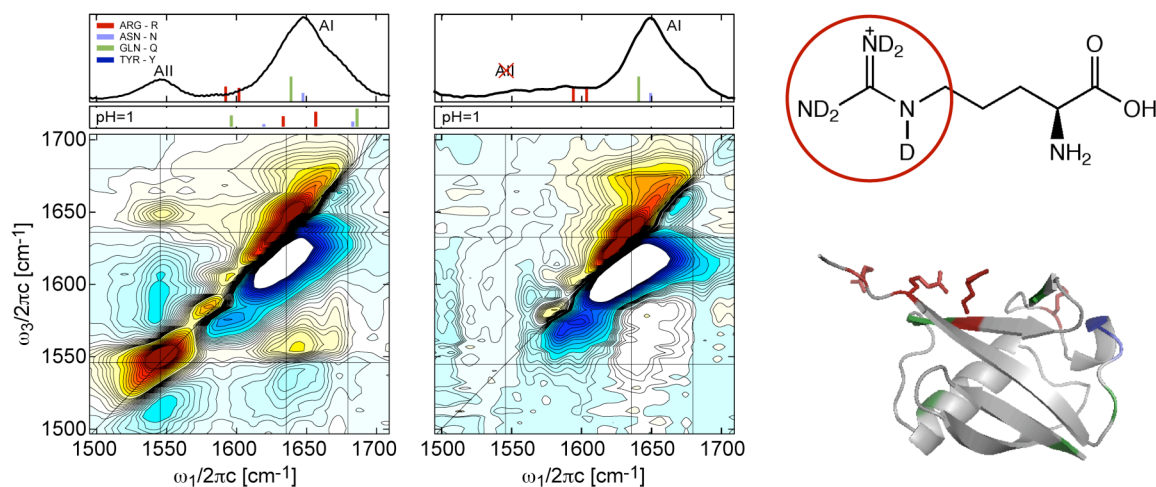 ARG - R
ASN - N
GLN - Q
TYR - Y
AII
AI
pH=1
1700
1650
1600
1550
1500
ω3/2πc [cm-1]
1500 1550 1600 1650 1700
ω1/2πc [cm-1]
AII
AI
pH=1
1500 1550 1600 1650 1700
ω1/2πc [cm-1]
+
ND2
O
ND2
N
OH
D
NH2